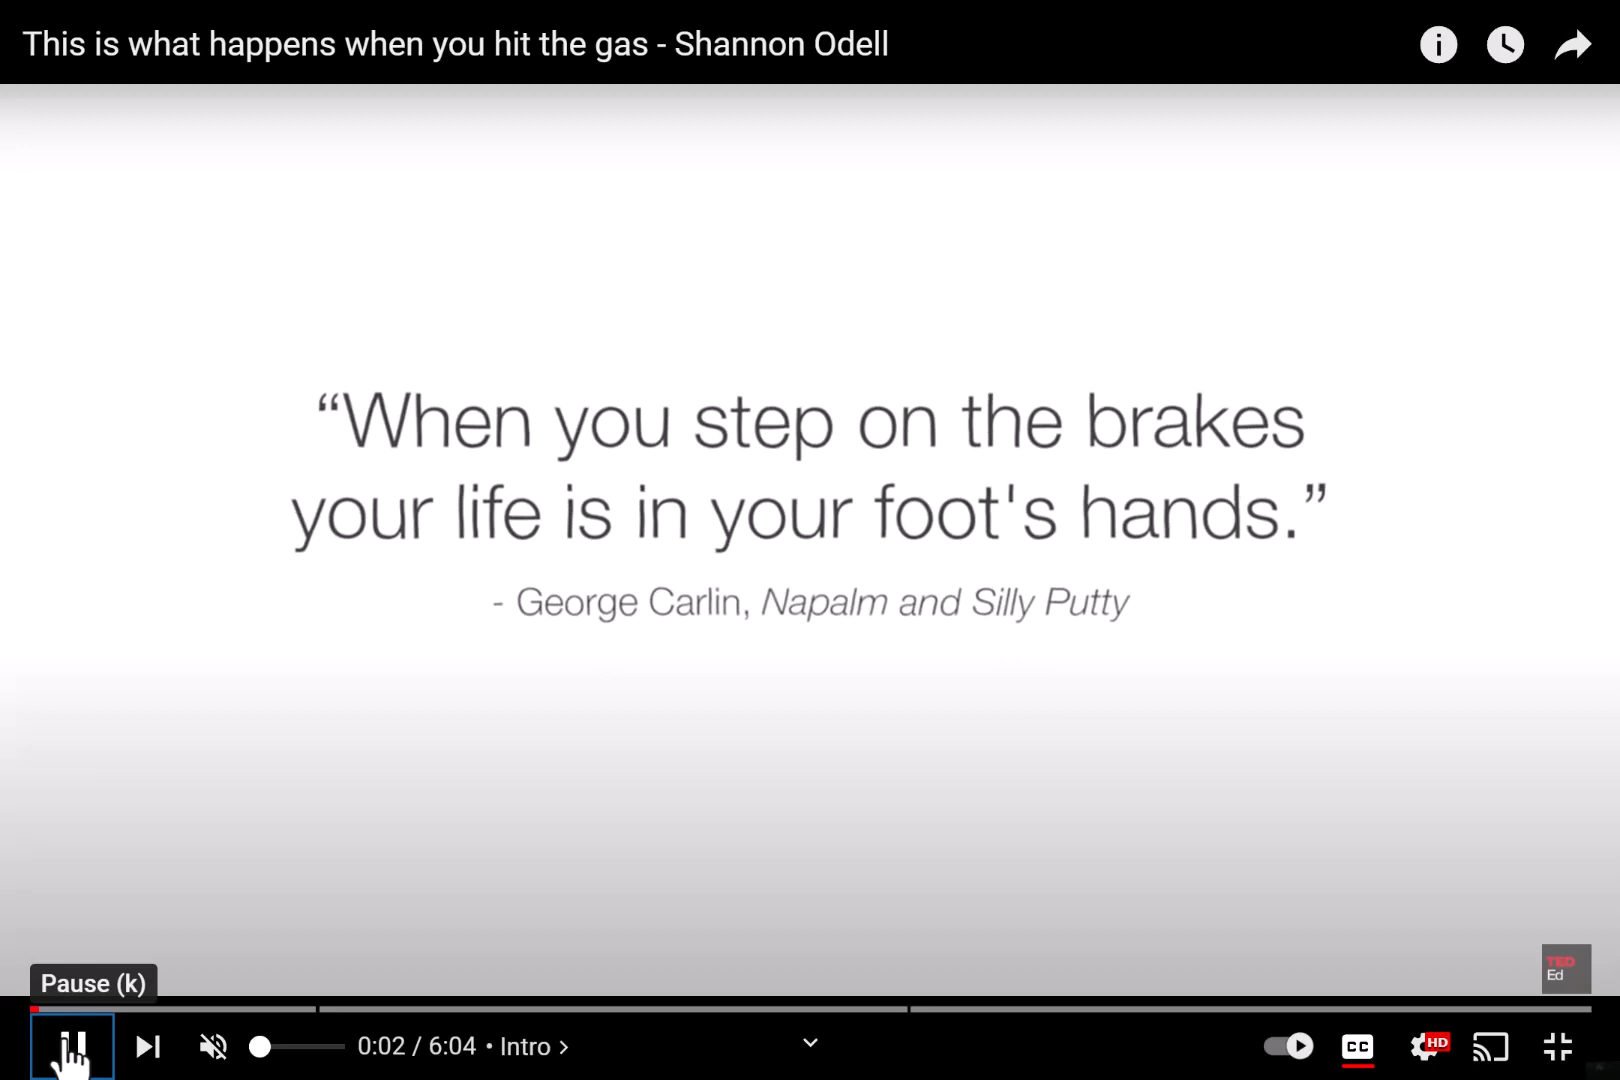 This is what happens when you hit the gas - Shannon Odell
“When you step on the brakes
your life is in your foot's hands.”
- George Carlin, Napalm and Silly Putty
TED
Ed
Pause (k)
0:02 / 6:04 • Intro >
CC
HD